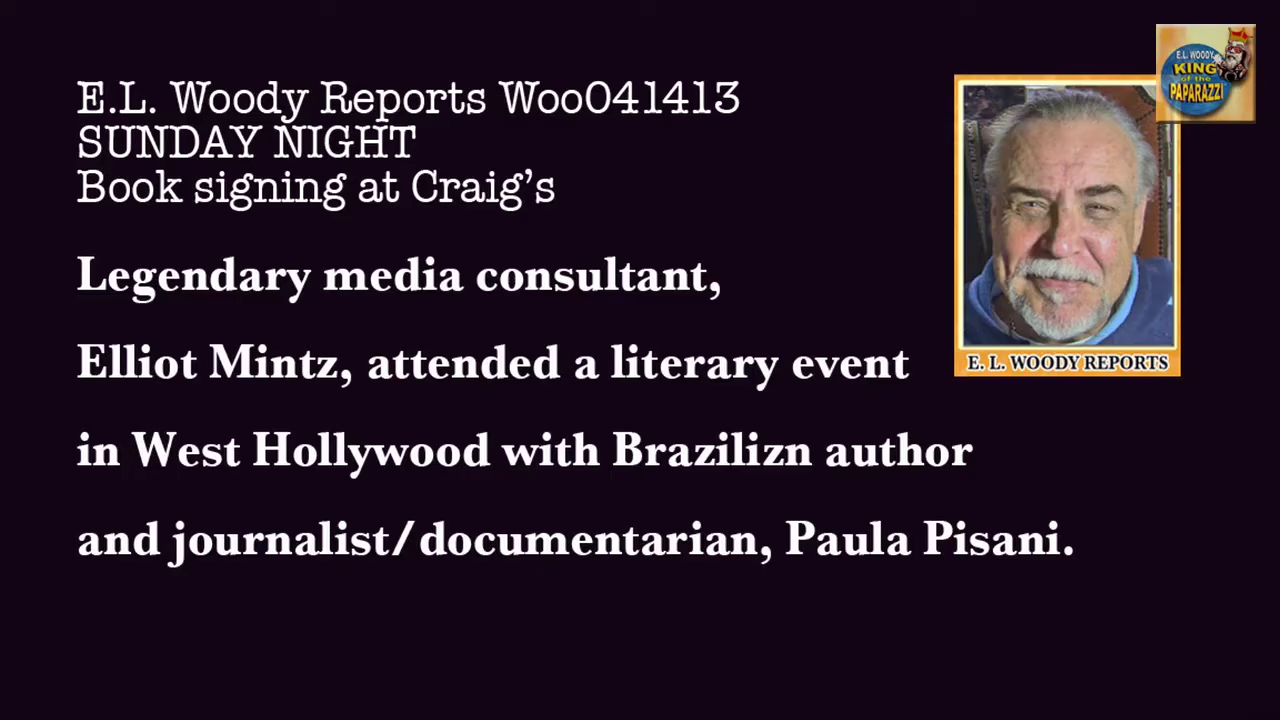 E.L. Woody Reports Woo041413
SUNDAY NIGHT
Book signing at Craig's
Legendary media consultant,
Elliot Mintz, attended a literary event
in West Hollywood with Brazilizn author
and journalist/documentarian, Paula Pisani.
E.L. WOODY
KING
of the
PAPARAZZI
E. L. WOODY REPORTS